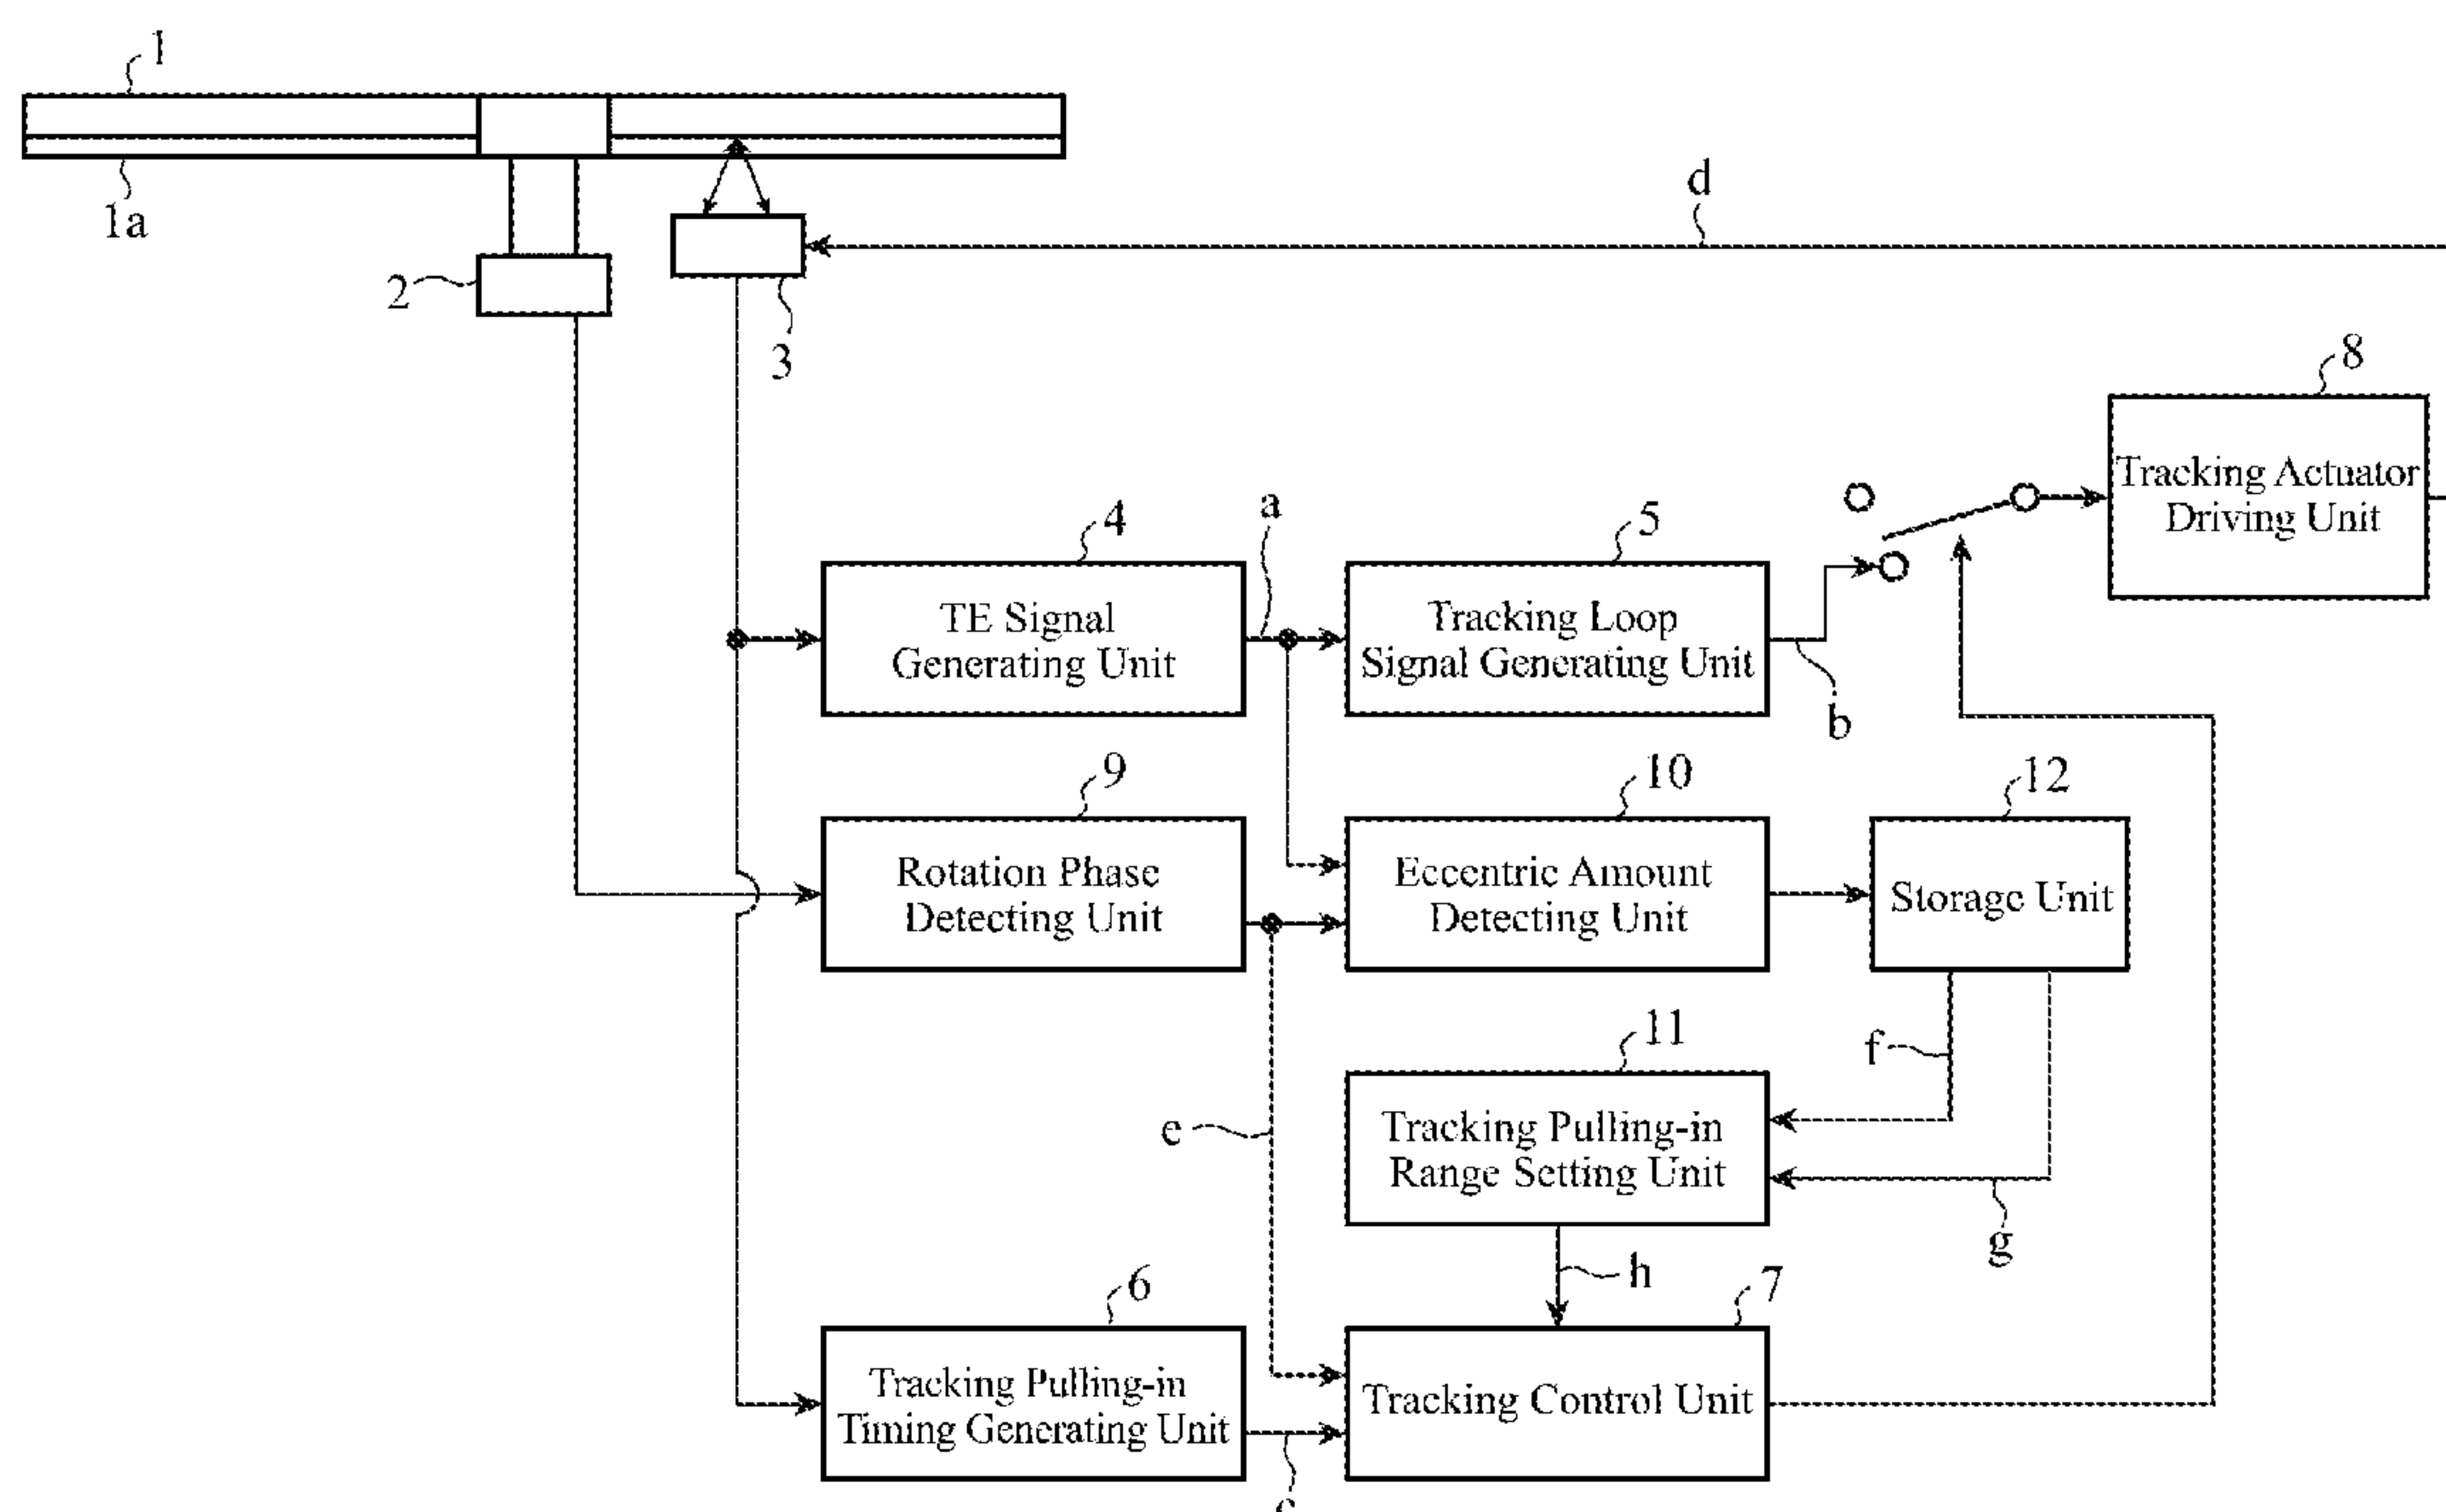 1
1a
d
2
3
8
Tracking Actuator
Driving Unit
4
a
5
TE Signal
Generating Unit
Tracking Loop
Signal Generating Unit
b
9
10
12
Rotation Phase
Detecting Unit
Eccentric Amount
Detecting Unit
Storage Unit
11
f
e
Tracking Pulling-in
Range Setting Unit
g
h
6
7
Tracking Pulling-in
Timing Generating Unit
Tracking Control Unit
c